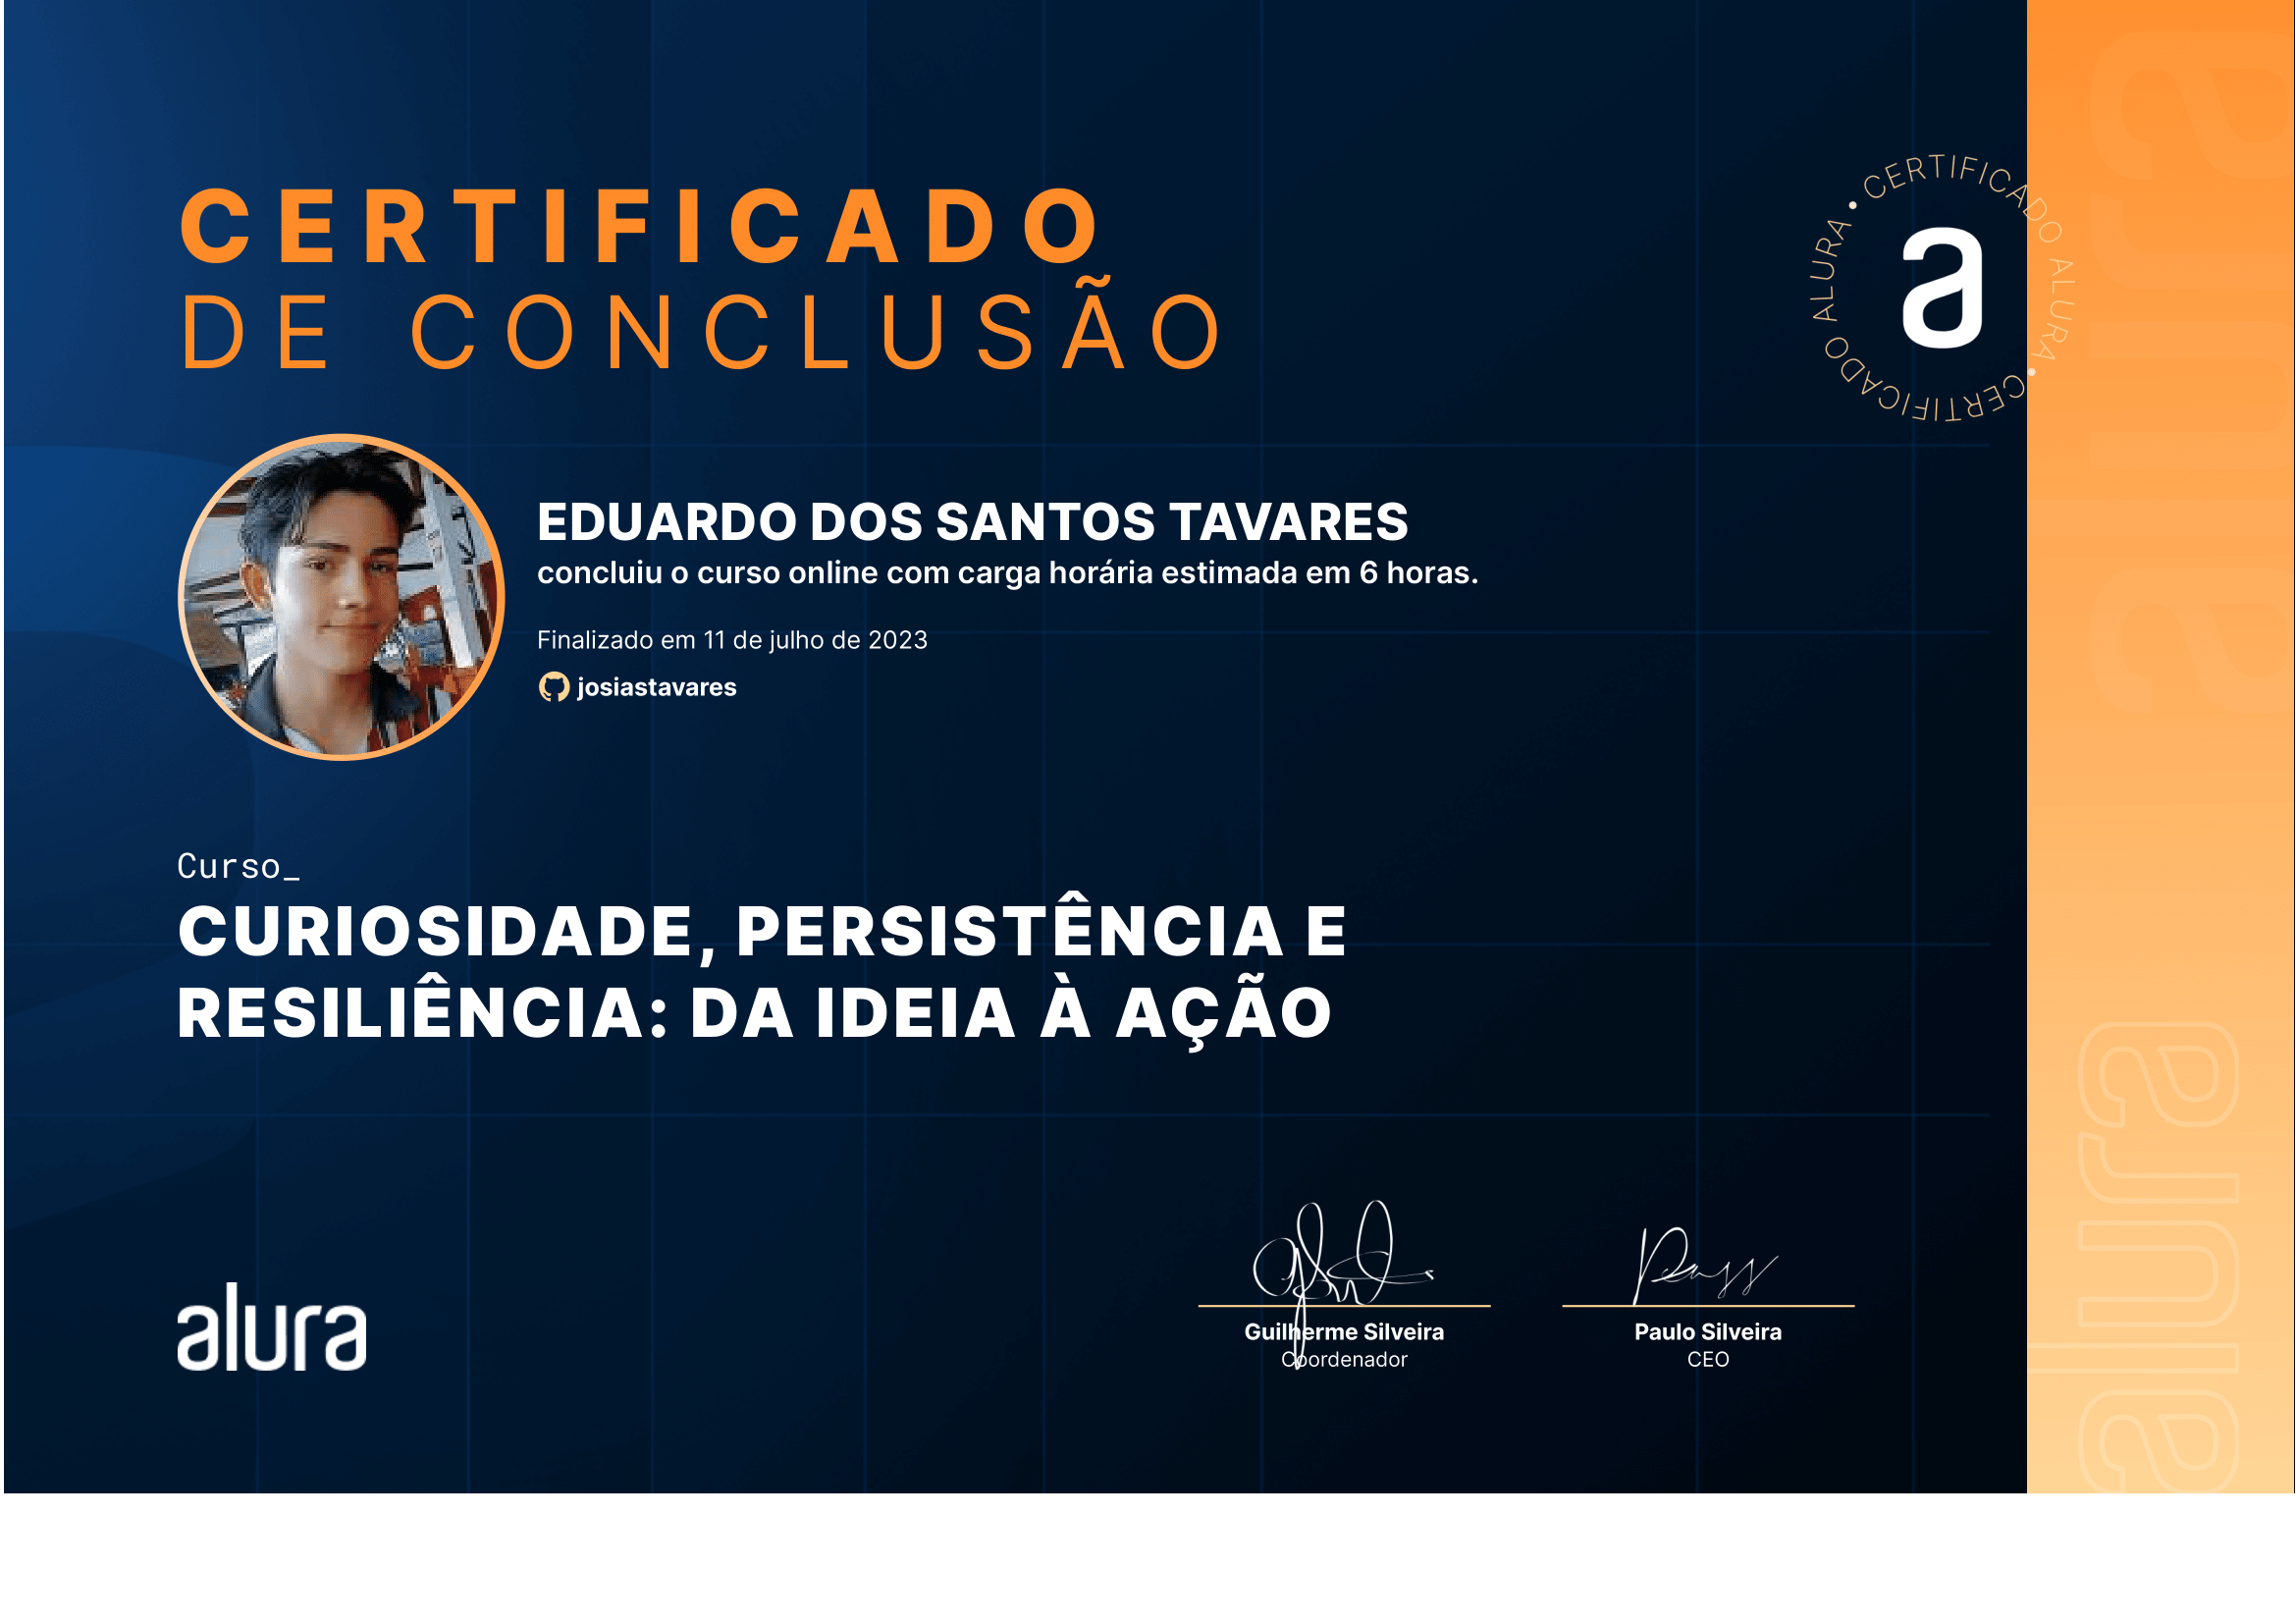 CERTIFICADO
DE CONCLUSÃO
• CERTIFICADO ALURA • CERTIFICADO ALURA
a
EDUARDO DOS SANTOS TAVARES
concluiu o curso online com carga horária estimada em 6 horas.
Finalizado em 11 de julho de 2023
josiastavares
Curso_
CURIOSIDADE, PERSISTÊNCIA E
RESILIÊNCIA: DA IDEIA À AÇÃO
alura
Guilherme Silveira
Coordenador
Paulo Silveira
CEO
alura